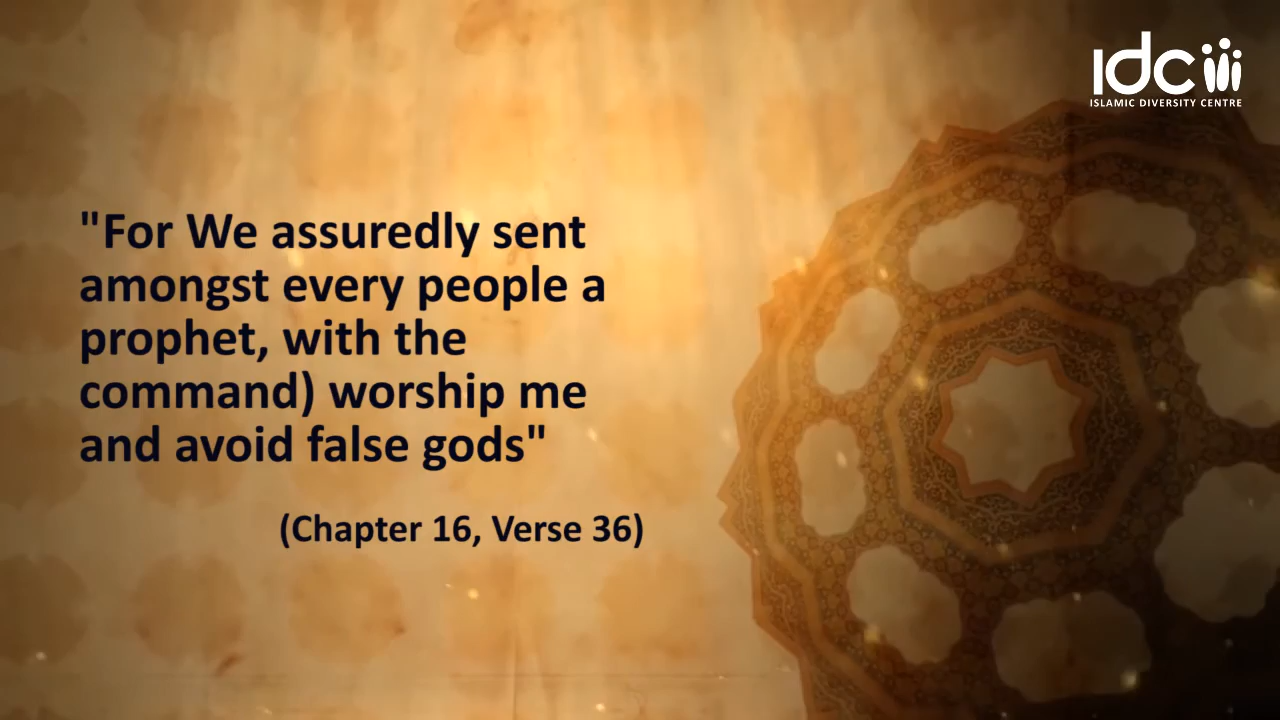 idc
ISLAMIC DIVERSITY CENTRE
"For We assuredly sent
amongst every people a
prophet, with the
command) worship me
and avoid false gods"
(Chapter 16, Verse 36)